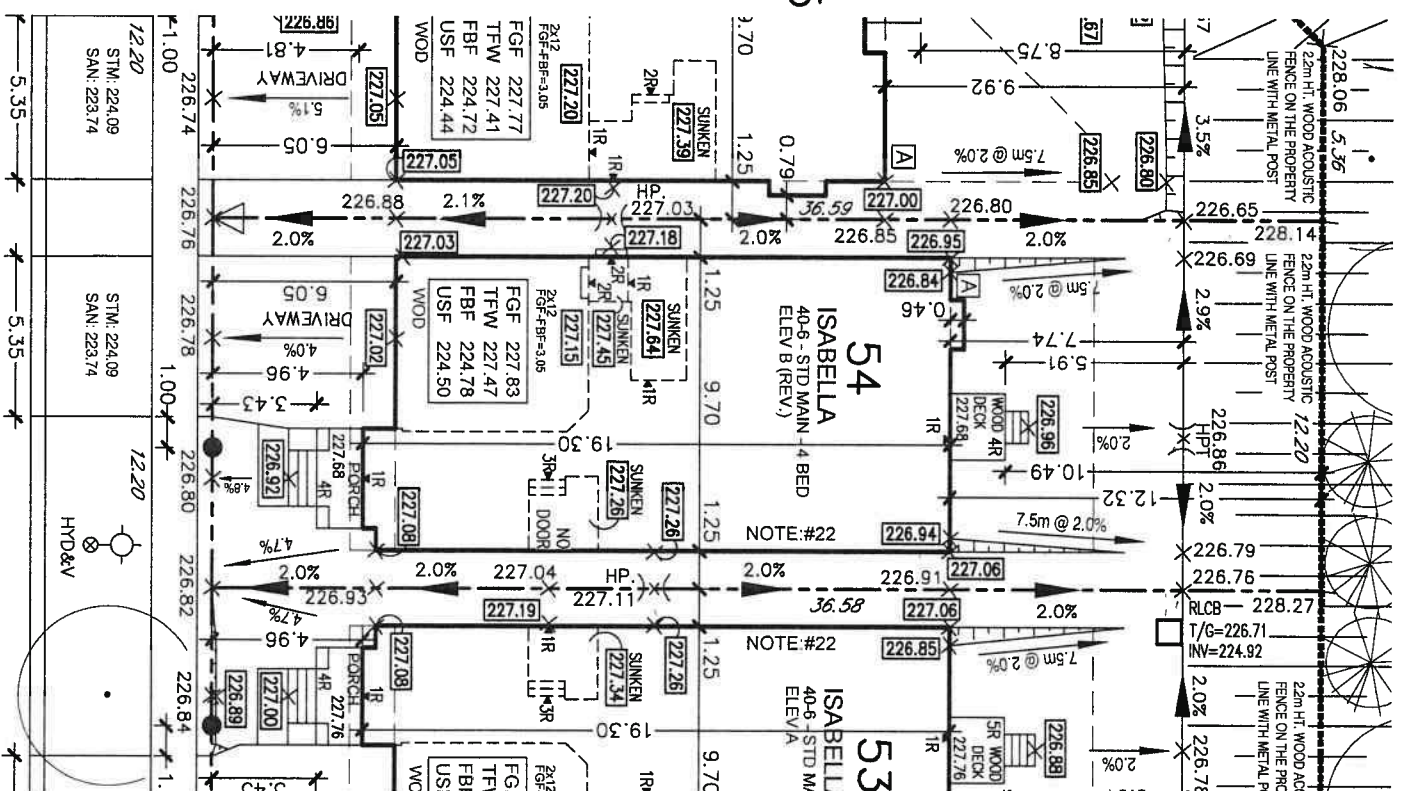 226.98
4.81
DRIVEWAY
5.1%
6.05
227.05
1.00
226.74
12.20
STM: 224.09
SAN: 223.74
5.35
FGF 227.77
TFW 227.41
FBF 224.72
USF 224.44
WOD
2x12
FGF-FBF=3.05
227.20
2R
SUNKEN
227.39
1R
1R
9.70
1.25
0.79
8.75
9.92
A
7.5m @ 2.0%
226.85
226.80
3.5%
2.2m HT. WOOD ACOUSTIC
FENCE ON THE PROPERTY
LINE WITH METAL POST
228.06
5.36
227.05
227.20
HP.
227.03
36.59
227.00
226.80
226.65
228.14
226.76
226.88
2.1%
2.0%
2.0%
226.85
226.95
2.0%
227.03
227.18
226.84
226.69
6.05
DRIVEWAY
4.0%
4.96
3.43
227.02
226.78
1.00
STM: 224.09
SAN: 223.74
5.35
FGF 227.83
TFW 227.47
FBF 224.78
USF 224.50
WOD
2x12
FGF-FBF=3.05
227.15
2R
2R
1R
SUNKEN
227.45
SUNKEN
227.64
1R
1.25
9.70
54
ISABELLA
40-6 - STD MAIN - 4 BED
ELEV B (REV.)
A
0.46
7.74
5.91
7.5m @ 2.0%
2.9%
2.2m HT. WOOD ACOUSTIC
FENCE ON THE PROPERTY
LINE WITH METAL POST
12.20
226.86
HPT
2.0%
WOOD 4R
DECK
227.68
1R
226.96
2.0%
10.49
12.32
19.30
227.68
4R
PORCH
1R
226.92
4.8%
226.80
12.20
HYD&V
3R
NO
DOOR
SUNKEN
227.26
227.26
1.25
NOTE:#22
226.94
7.5m @ 2.0%
226.79
227.08
4.7%
2.0%
226.93
226.82
2.0%
227.04
HP.
227.11
2.0%
36.58
226.91
227.06
227.06
2.0%
226.76
RLCB
228.27
T/G=226.71
INV=224.92
4.7%
4.96
227.19
227.08
1R
SUNKEN
227.34
3R
227.26
1.25
NOTE:#22
226.85
7.5m @ 2.0%
2.0%
226.84
226.89
227.00
4R
PORCH
227.76
1R
19.30
ISABELL
40-6 - STD MA
ELEV A
53
5R WOOD
DECK
227.76
1R
226.88
2.0%
226.78
9.70
1R
2x12